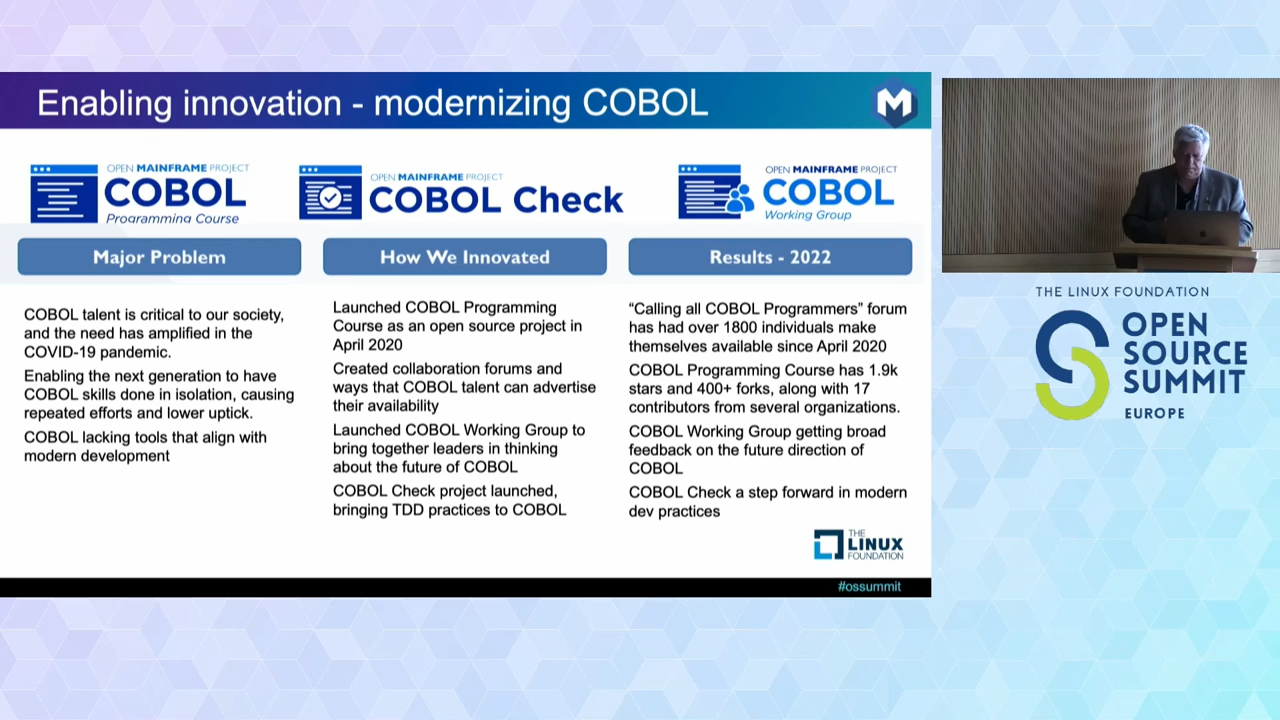 Enabling innovation - modernizing COBOL
M
OPEN MAINFRAME PROJECT
COBOL
Programming Course
OPEN MAINFRAME PROJECT
COBOL Check
OPEN MAINFRAME PROJECT
COBOL
Working Group
Major Problem
How We Innovated
Results - 2022
COBOL talent is critical to our society,
and the need has amplified in the
COVID-19 pandemic.
Enabling the next generation to have
COBOL skills done in isolation, causing
repeated efforts and lower uptick.
COBOL lacking tools that align with
modern development
Launched COBOL Programming
Course as an open source project in
April 2020
Created collaboration forums and
ways that COBOL talent can advertise
their availability
Launched COBOL Working Group to
bring together leaders in thinking
about the future of COBOL
COBOL Check project launched,
bringing TDD practices to COBOL
“Calling all COBOL Programmers” forum
has had over 1800 individuals make
themselves available since April 2020
COBOL Programming Course has 1.9k
stars and 400+ forks, along with 17
contributors from several organizations.
COBOL Working Group getting broad
feedback on the future direction of
COBOL
COBOL Check a step forward in modern
dev practices
THE
LINUX
FOUNDATION
#ossummit
THE LINUX FOUNDATION
OPEN
SOURCE
SUMMIT
EUROPE